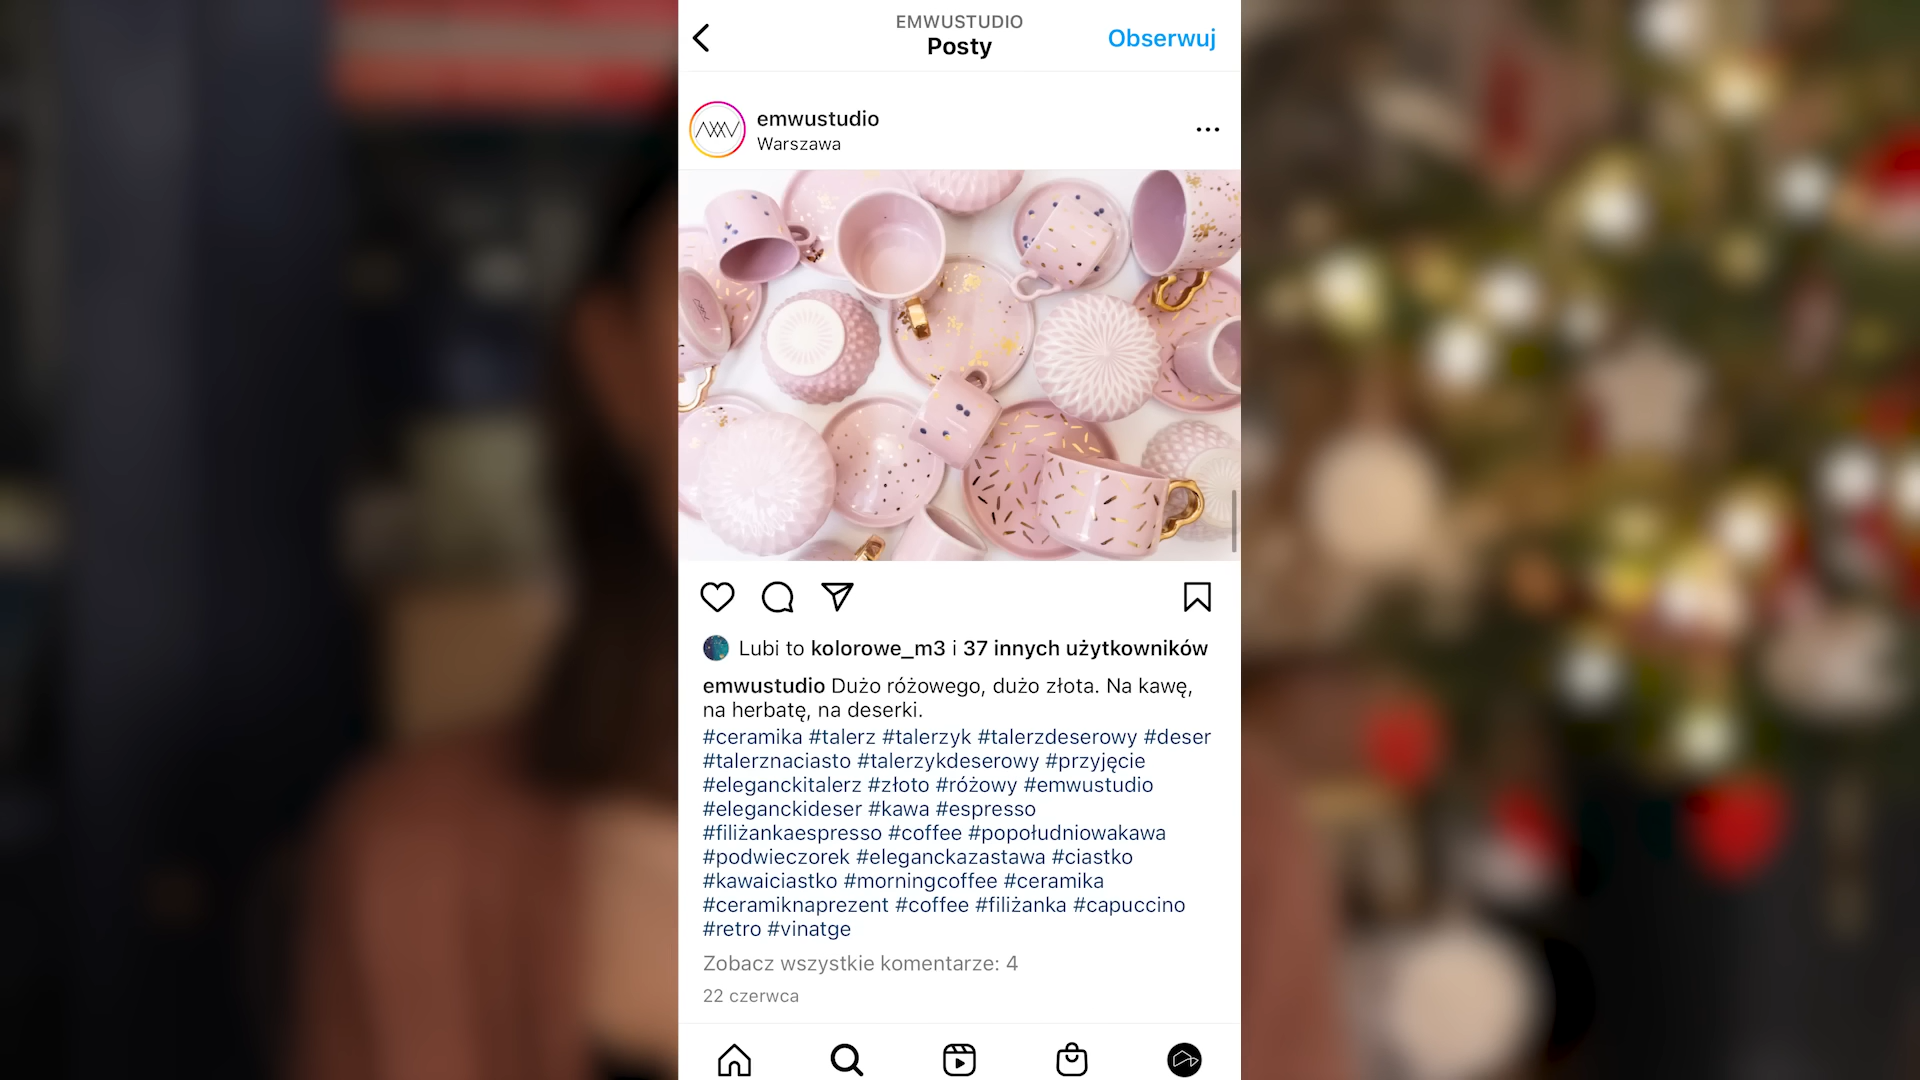 EMWUSTUDIO
Posty
Obserwuj
emwustudio
Warszawa
Lubi to kolorowe_m3 i 37 innych użytkowników
emwustudio Dużo różowego, dużo złota. Na kawę,
na herbatę, na deserki.
#ceramika #talerz #talerzyk #talerzdeserowy #deser
#talerznaciasto #talerzykdeserowy #przyjęcie
#eleganckitalerz #złoto #różowy #emwustudio
#eleganckideser #kawa #espresso
#filiżankaespresso #coffee #popołudniowakawa
#podwieczorek #eleganckazastawa #ciastko
#kawaiciastko #morningcoffee #ceramika
#ceramiknaprezent #coffee #filiżanka #capuccino
#retro #vinatge
Zobacz wszystkie komentarze: 4
22 czerwca